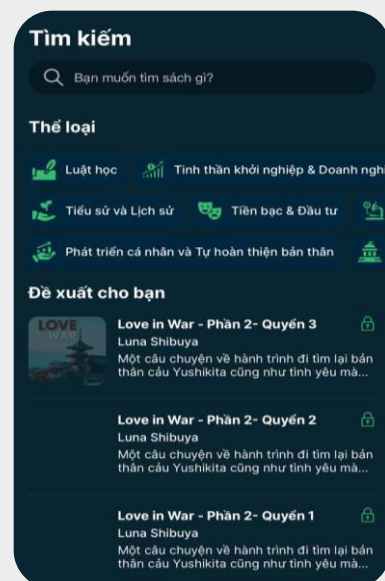 Tìm kiếm
Bạn muốn tìm sách gì?
Thể loại
Luật học
Tinh thần khởi nghiệp & Doanh nghi
Tiểu sử và Lịch sử
Tiền bạc & Đầu tư
Phát triển cá nhân và Tự hoàn thiện bản thân
Đề xuất cho bạn
LOVE
IN WAR
Love in War - Phần 2- Quyển 3
Luna Shibuya
Một câu chuyện về hành trình đi tìm lại bản
thân cảu Yushikita cũng như tình yêu mà...
Love in War - Phần 2- Quyển 2
Luna Shibuya
Một câu chuyện về hành trình đi tìm lại bản
thân cảu Yushikita cũng như tình yêu mà...
Love in War - Phần 2- Quyển 1
Luna Shibuya
Một câu chuyện về hành trình đi tìm lại bản
thân cảu Yushikita cũng như tình yêu mà...